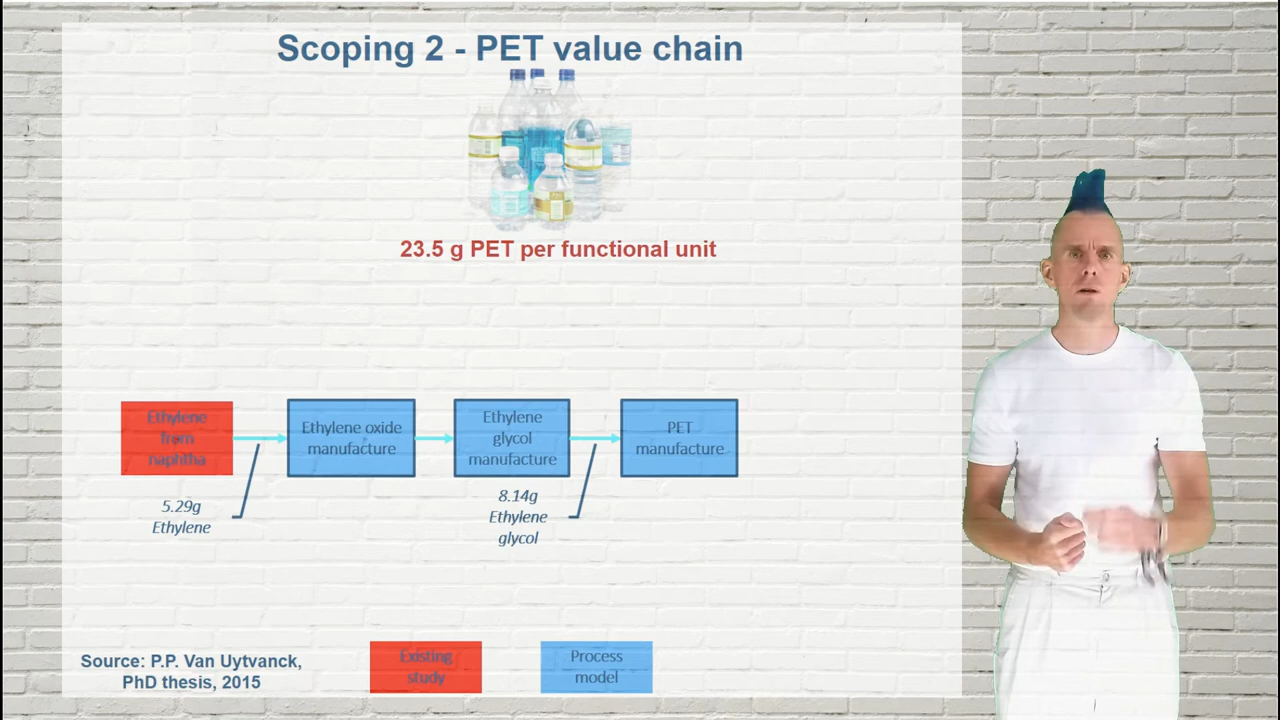 Scoping 2 - PET value chain
23.5 g PET per functional unit
Ethylene
from
naphtha
Ethylene oxide
manufacture
Ethylene
glycol
manufacture
PET
manufacture
5.29g
Ethylene
8.14g
Ethylene
glycol
Source: P.P. Van Uytvanck,
PhD thesis, 2015
Existing
study
Process
model